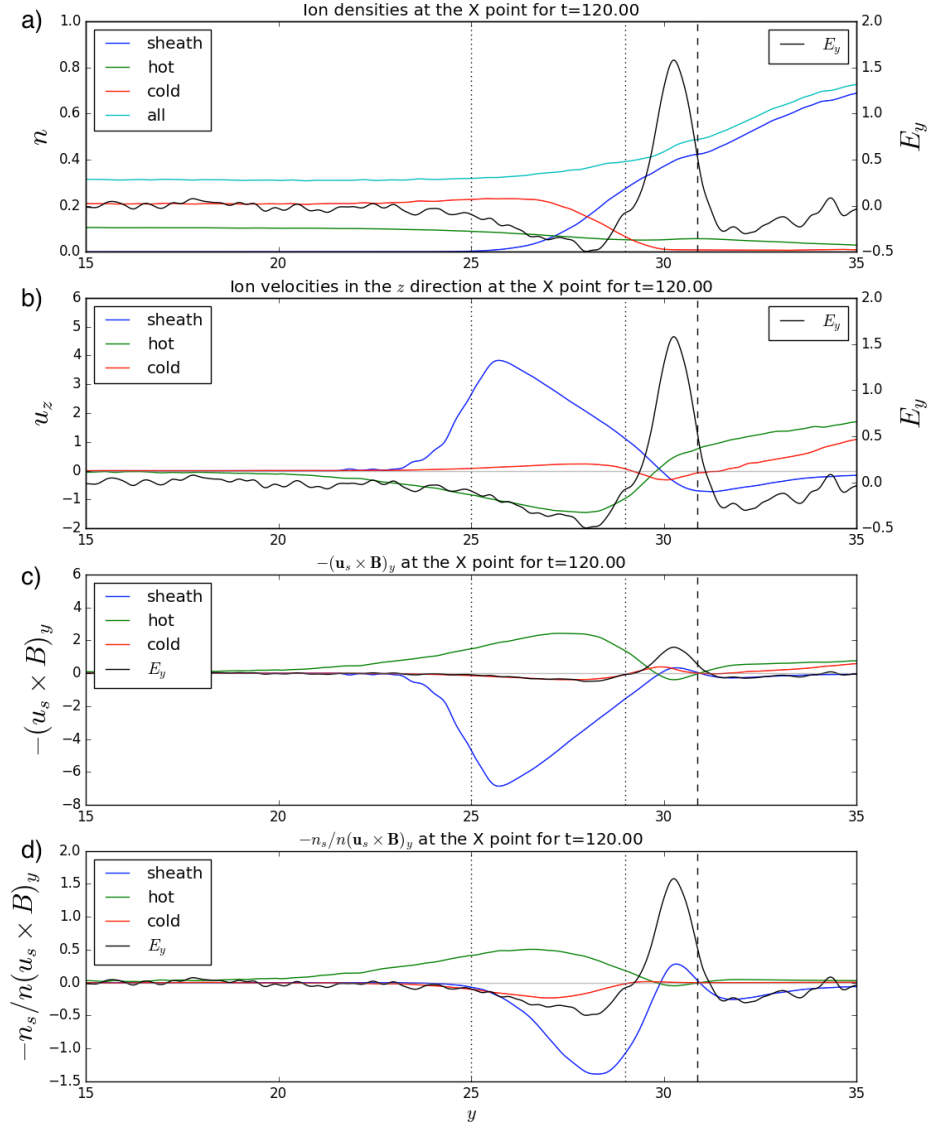 a)
Ion densities at the X point for t=120.00
1.0
0.8
0.6
0.4
0.2
0.0
n
sheath
hot
cold
all
E_y
2.0
1.5
1.0
0.5
0.0
−0.5
E_y
15 20 25 30 35
b)
Ion velocities in the z direction at the X point for t=120.00
6
5
4
3
2
1
0
−1
−2
u_z
sheath
hot
cold
E_y
2.0
1.5
1.0
0.5
0.0
−0.5
E_y
15 20 25 30 35
c)
−(u_s × B)_y at the X point for t=120.00
6
4
2
0
−2
−4
−6
−8
−(u_s × B)_y
sheath
hot
cold
E_y
15 20 25 30 35
d)
−n_s/n(u_s × B)_y at the X point for t=120.00
2.0
1.5
1.0
0.5
0.0
−0.5
−1.0
−1.5
−n_s/n(u_s × B)_y
sheath
hot
cold
E_y
15 20 25 30 35
y